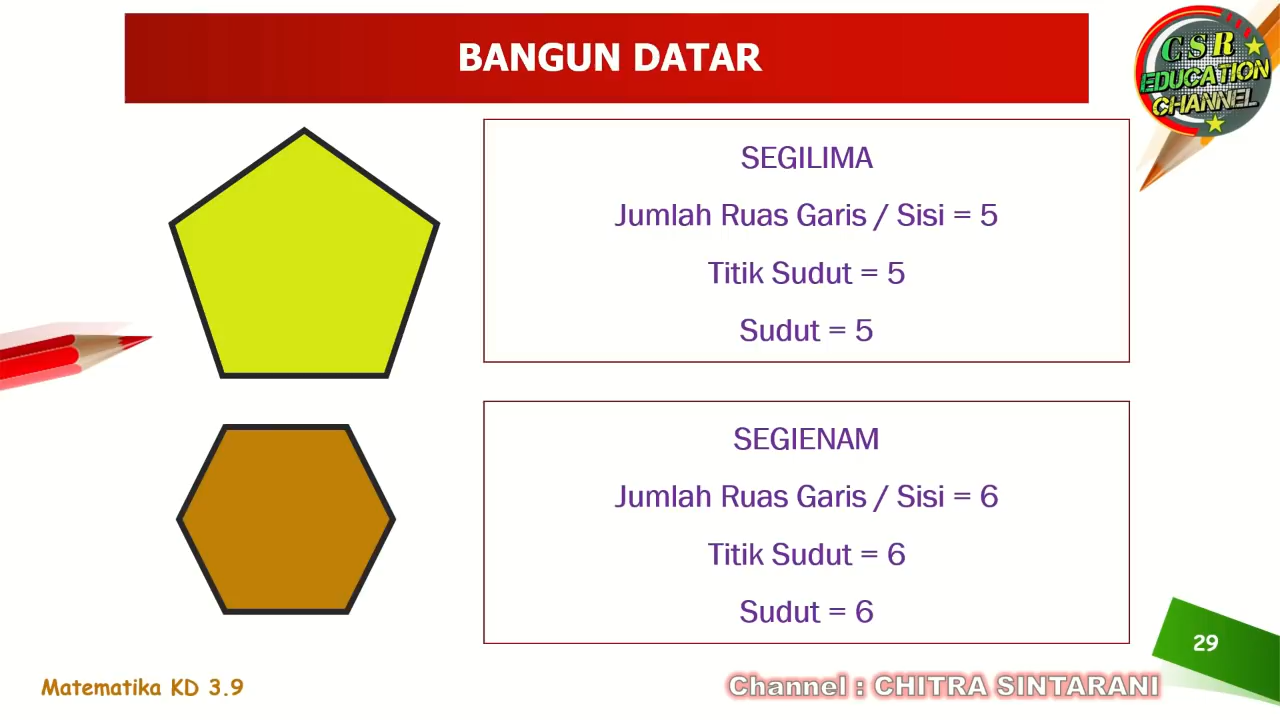 BANGUN DATAR
CSR
EDUCATION
CHANNEL
SEGILIMA
Jumlah Ruas Garis / Sisi = 5
Titik Sudut = 5
Sudut = 5
SEGIENAM
Jumlah Ruas Garis / Sisi = 6
Titik Sudut = 6
Sudut = 6
29
Matematika KD 3.9
Channel : CHITRA SINTARANI